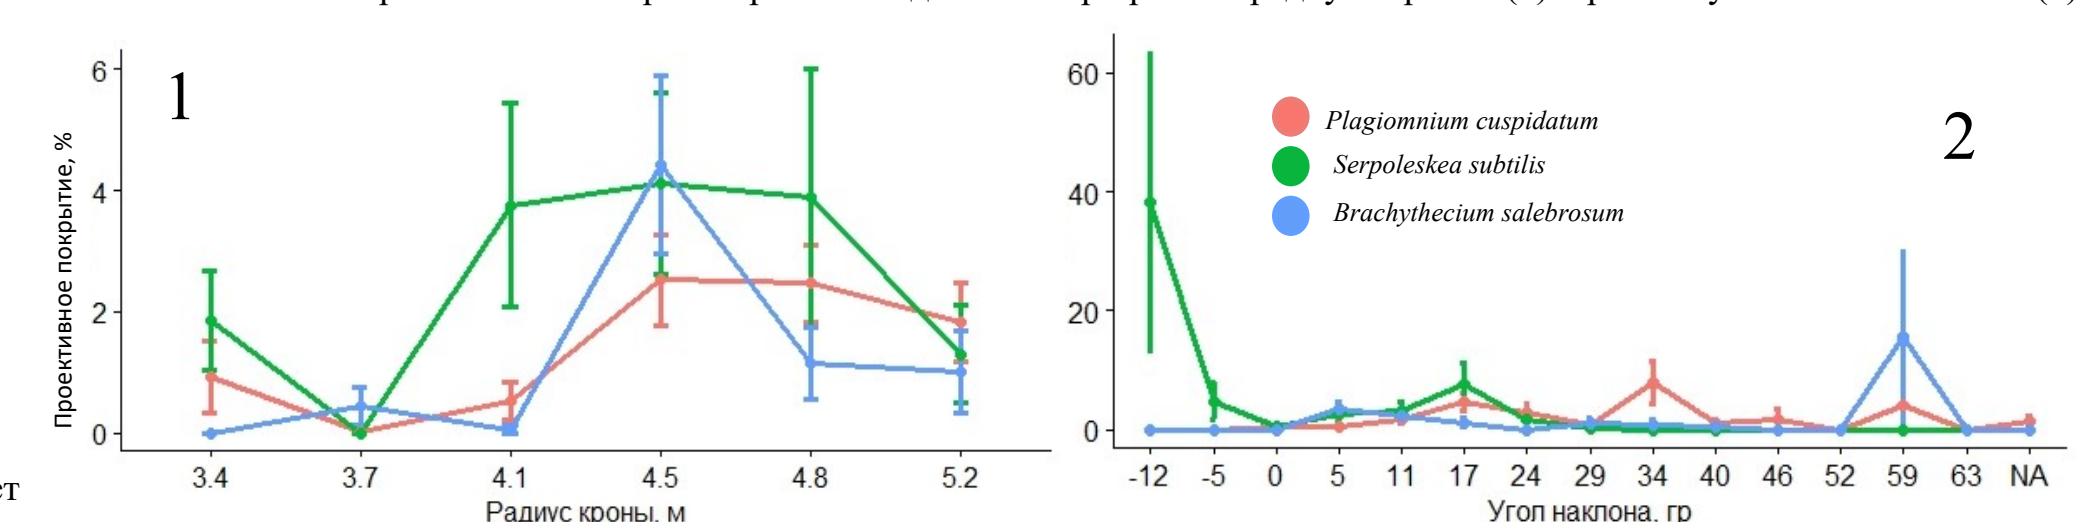 1
6
4
2
0
Проективное покрытие, %
3.4 3.7 4.1 4.5 4.8 5.2
Радиус кроны, м
2
60
40
20
0
Plagiomnium cuspidatum
Serpoleskea subtilis
Brachythecium salebrosum
-12 -5 0 5 11 17 24 29 34 40 46 52 59 63 NA
Угол наклона, гр
ет